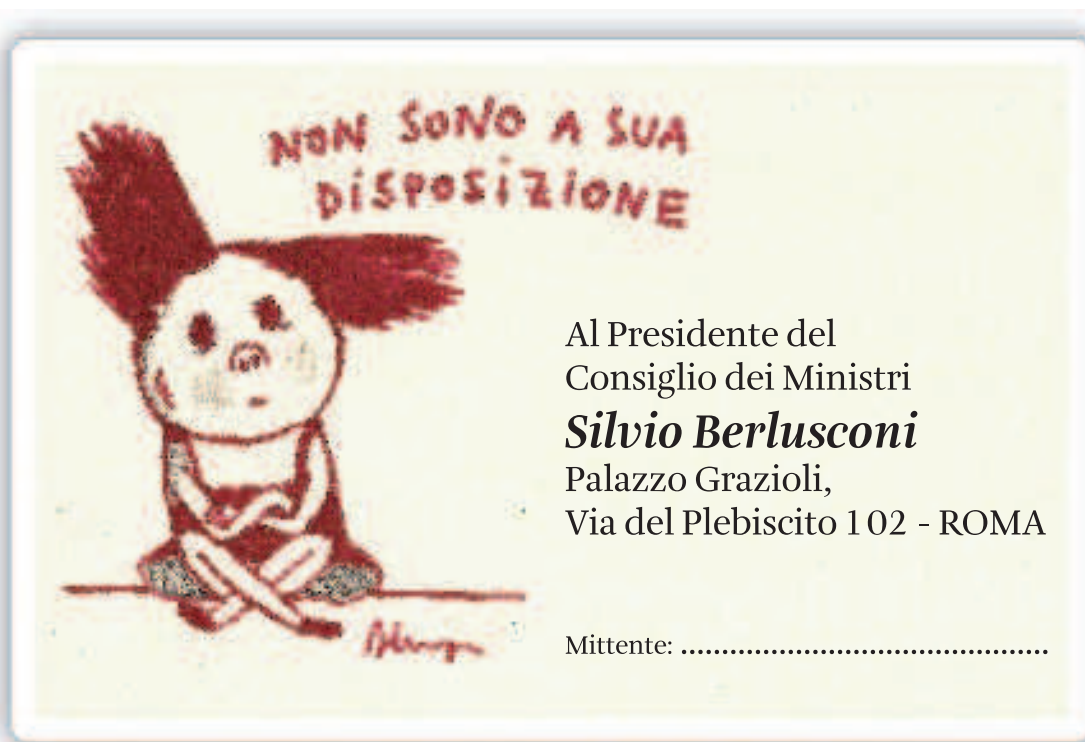 NON SONO A SUA
DISPOSIZIONE
Al Presidente del
Consiglio dei Ministri
Silvio Berlusconi
Palazzo Grazioli,
Via del Plebiscito 102 - ROMA
Mittente: .............................................